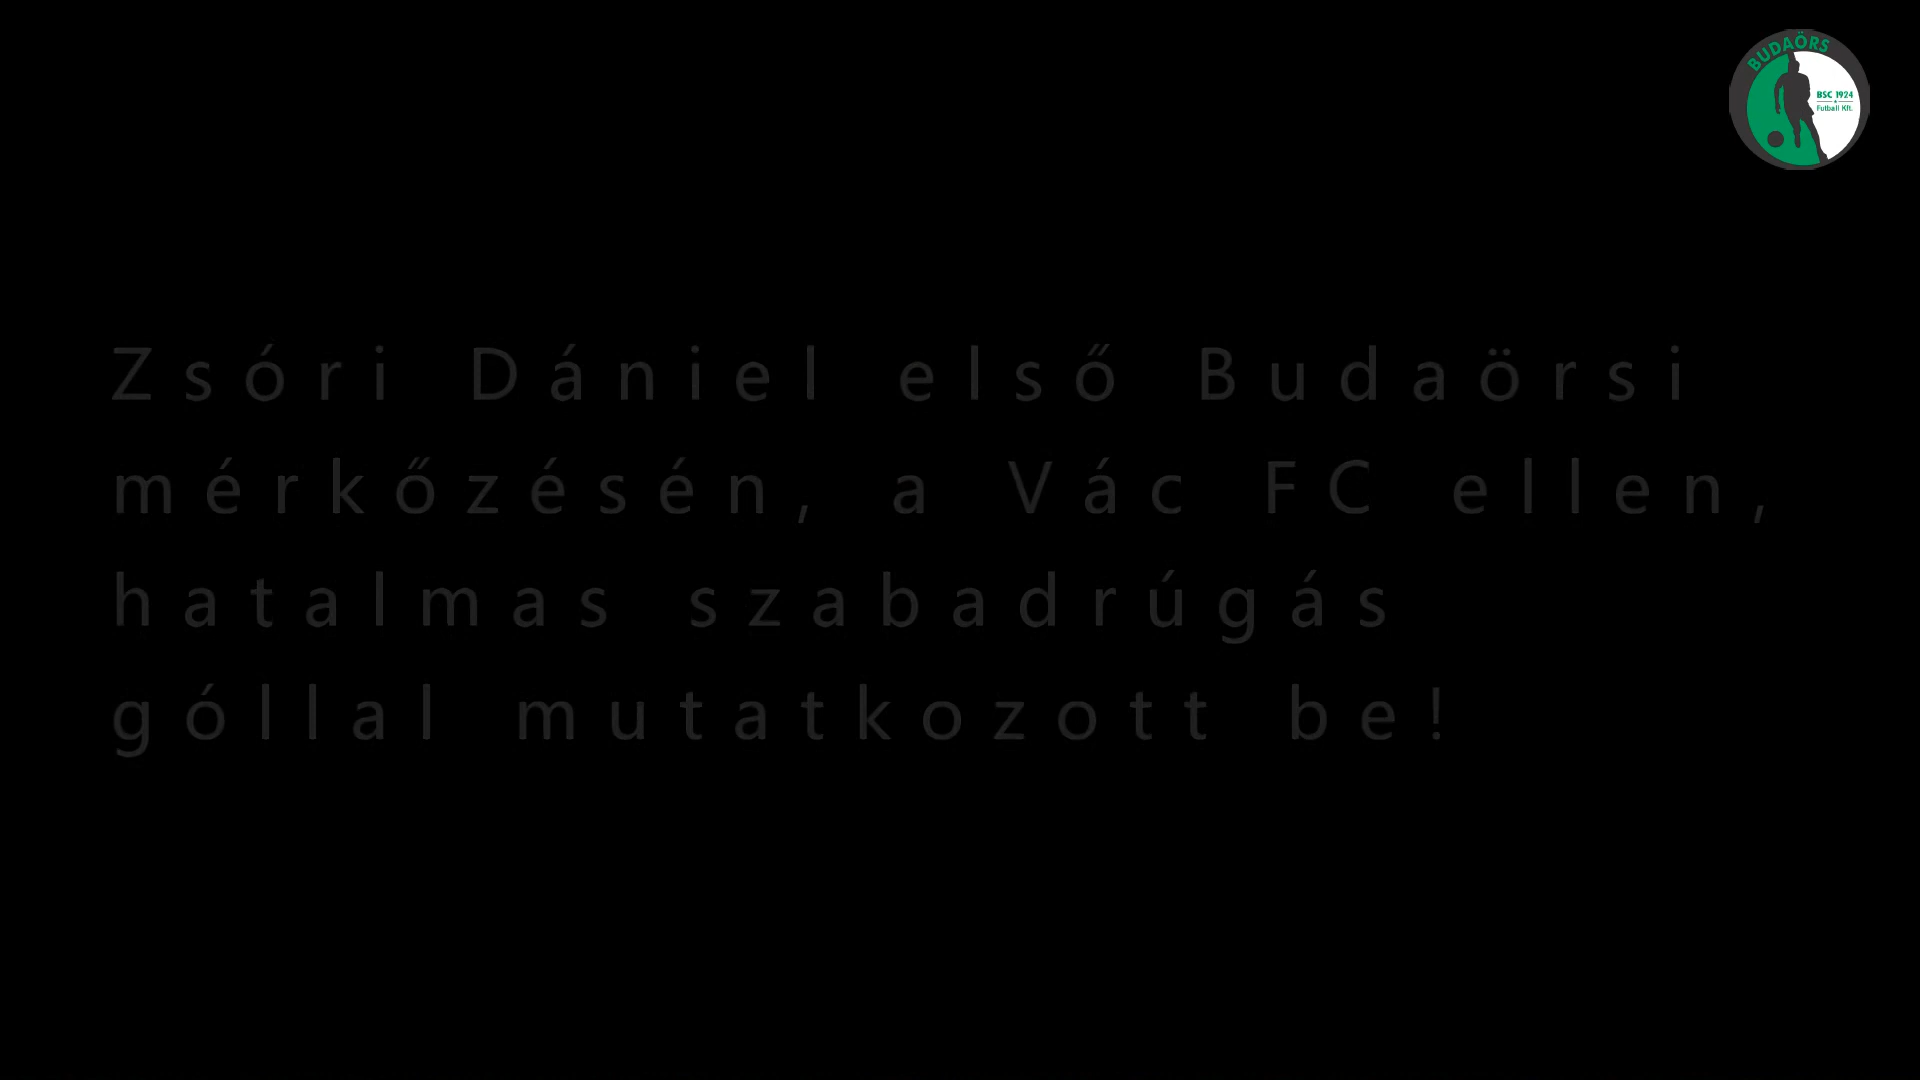 BUDAÖRS
BSC 1924
Futball Kft.
Zsóri Dániel első Budaörsi
mérkőzésén, a Vác FC ellen,
hatalmas szabadrúgás
góllal mutatkozott be!